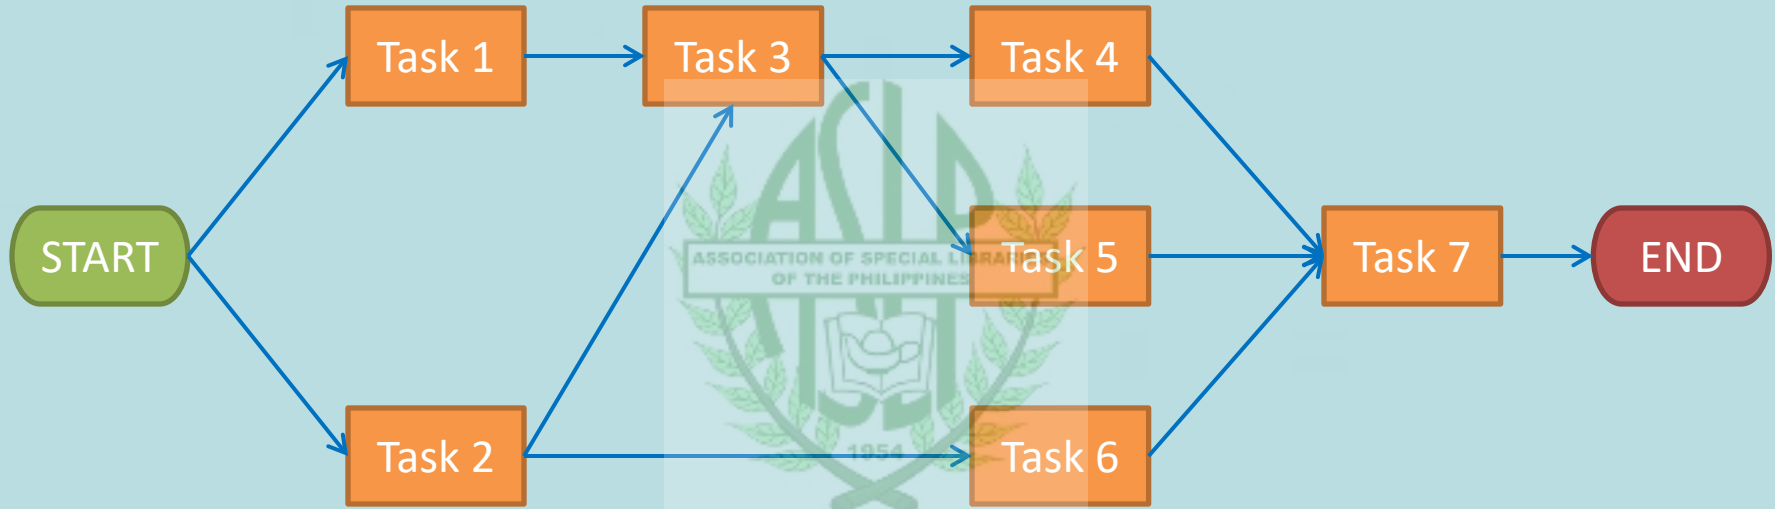 Task 1
Task 3
Task 4
START
ASSOCIATION OF SPECIAL LIBRARIES
OF THE PHILIPPINES
Task 5
Task 7
END
Task 2
1954
Task 6
ASLP